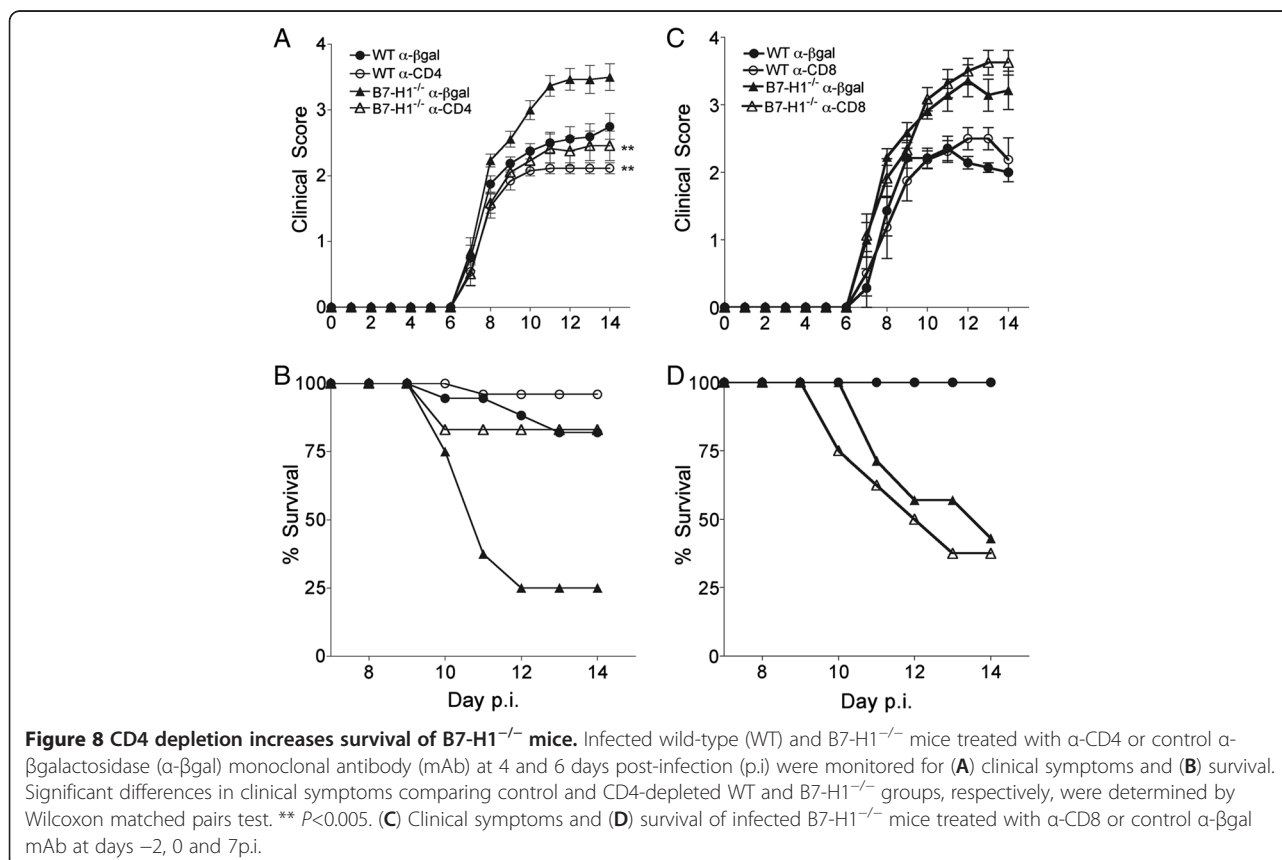 A
4
3
2
1
0
Clinical Score
WT α-βgal
WT α-CD4
B7-H1⁻/⁻ α-βgal
B7-H1⁻/⁻ α-CD4
**
**
0 2 4 6 8 10 12 14
C
4
3
2
1
0
Clinical Score
WT α-βgal
WT α-CD8
B7-H1⁻/⁻ α-βgal
B7-H1⁻/⁻ α-CD8
0 2 4 6 8 10 12 14
B
100
75
50
25
0
% Survival
8 10 12 14
Day p.i.
D
100
75
50
25
0
% Survival
8 10 12 14
Day p.i.
Figure 8 CD4 depletion increases survival of B7-H1⁻/⁻ mice. Infected wild-type (WT) and B7-H1⁻/⁻ mice treated with α-CD4 or control α-
βgalactosidase (α-βgal) monoclonal antibody (mAb) at 4 and 6 days post-infection (p.i) were monitored for (A) clinical symptoms and (B) survival.
Significant differences in clinical symptoms comparing control and CD4-depleted WT and B7-H1⁻/⁻ groups, respectively, were determined by
Wilcoxon matched pairs test. ** P<0.005. (C) Clinical symptoms and (D) survival of infected B7-H1⁻/⁻ mice treated with α-CD8 or control α-βgal
mAb at days −2, 0 and 7p.i.